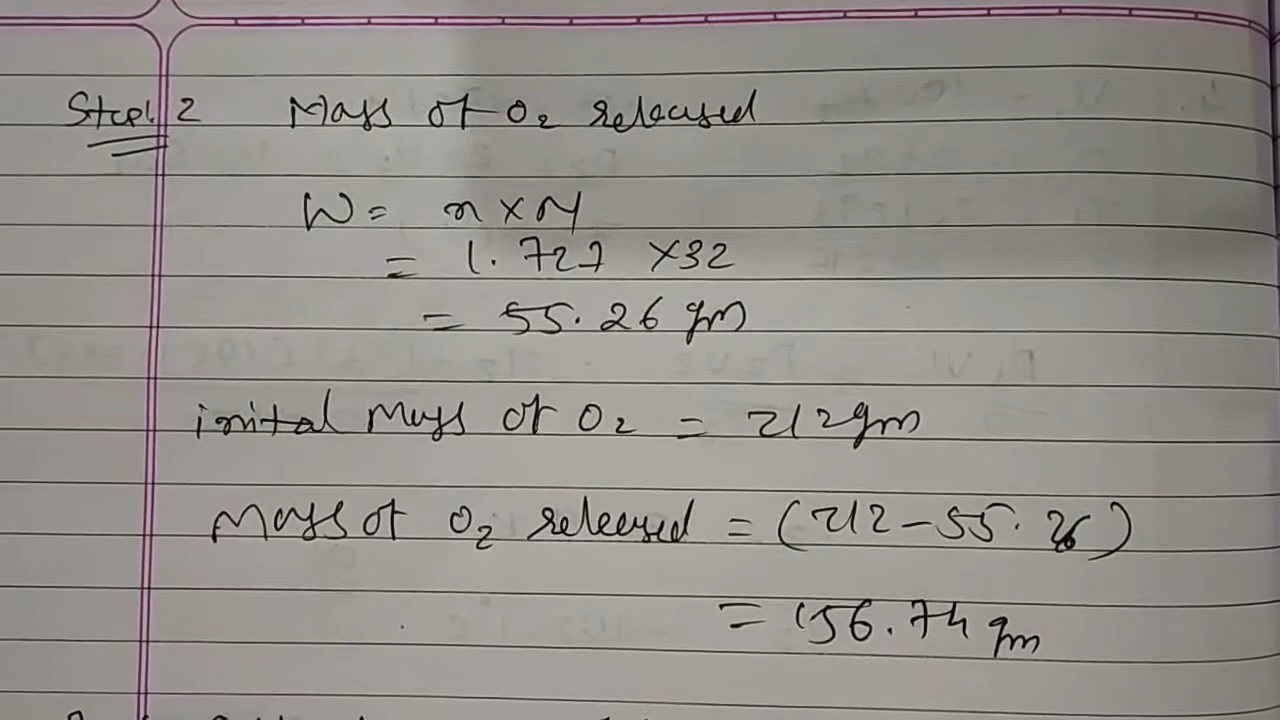 Step 2 Mass of O2 released
W = n × M
= 1.727 × 32
= 55.26 gm
inital Mass of O2 = 212 gm
Mass of O2 released = (212 - 55.26)
= 156.74 gm